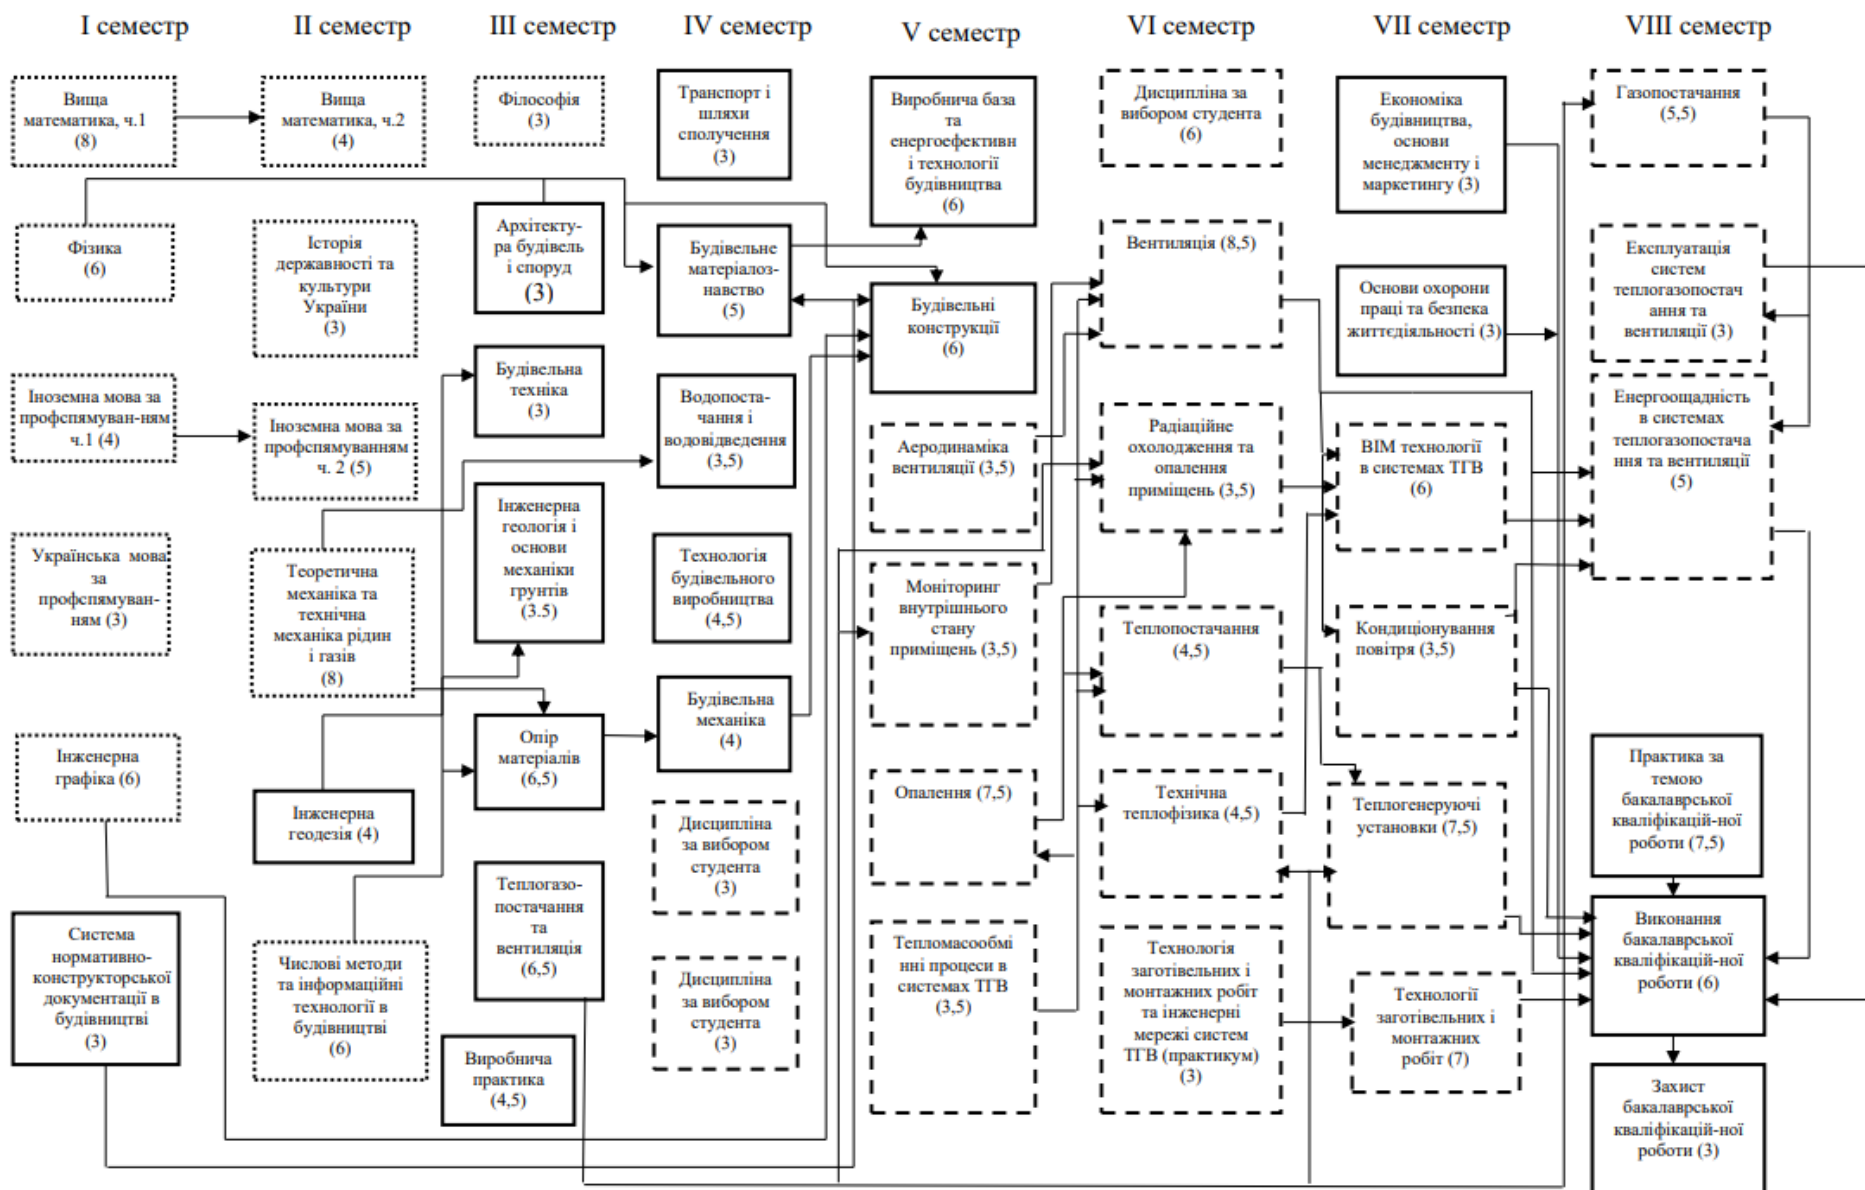 I семестр
II семестр
III семестр
IV семестр
V семестр
VI семестр
VII семестр
VIII семестр
Вища
математика, ч.1
(8)
Фізика
(6)
Іноземна мова за
профспямуван-ням
ч.1 (4)
Українська мова
за
профспямуван-
ням (3)
Інженерна
графіка (6)
Система
нормативно-
конструкторської
документації в
будівництві
(3)
Вища
математика, ч.2
(4)
Історія
державності та
культури
України
(3)
Іноземна мова за
профспямуванням
ч. 2 (5)
Теоретична
механіка та
технічна
механіка рідин
і газів
(8)
Інженерна
геодезія (4)
Числові методи
та інформаційні
технології в
будівництві
(6)
Філософія
(3)
Архітекту-
ра будівель
і споруд
(3)
Будівельна
техніка
(3)
Інженерна
геологія і
основи
механіки
грунтів
(3.5)
Опір
матеріалів
(6,5)
Теплогазо-
постачання
та
вентиляція
(6,5)
Виробнича
практика
(4,5)
Транспорт і
шляхи
сполучення
(3)
Будівельне
матеріалоз-
навство
(5)
Водопоста-
чання і
водовідведення
(3,5)
Технологія
будівельного
виробництва
(4,5)
Будівельна
механіка
(4)
Дисципліна
за вибором
студента
(3)
Дисципліна
за вибором
студента
(3)
Виробнича база
та
енергоефективн
і технології
будівництва
(6)
Будівельні
конструкції
(6)
Аеродинаміка
вентиляції (3,5)
Моніторинг
внутрішнього
стану
приміщень (3,5)
Опалення (7,5)
Тепломасообмі
нні процеси в
системах ТГВ
(3,5)
Дисципліна за
вибором студента
(6)
Вентиляція (8,5)
Радіаційне
охолодження та
опалення
приміщень (3,5)
Теплопостачання
(4,5)
Технічна
теплофізика (4,5)
Технологія
заготівельних і
монтажних робіт
та інженерні
мережі систем
ТГВ (практикум)
(3)
Економіка
будівництва,
основи
менеджменту і
маркетингу (3)
Основи охорони
праці та безпека
життєдіяльності (3)
BIM технології
в системах ТГВ
(6)
Кондиціонування
повітря (3,5)
Теплогенеруючі
установки (7,5)
Технології
заготівельних і
монтажних
робіт (7)
Газопостачання
(5,5)
Експлуатація
систем
теплогазопостач
ання та
вентиляції (3)
Енергоощадність
в системах
теплогазопостача
ння та вентиляції
(5)
Практика за
темою
бакалаврської
кваліфікацій-ної
роботи (7,5)
Виконання
бакалаврської
кваліфікацій-ної
роботи (6)
Захист
бакалаврської
кваліфікацій-ної
роботи (3)